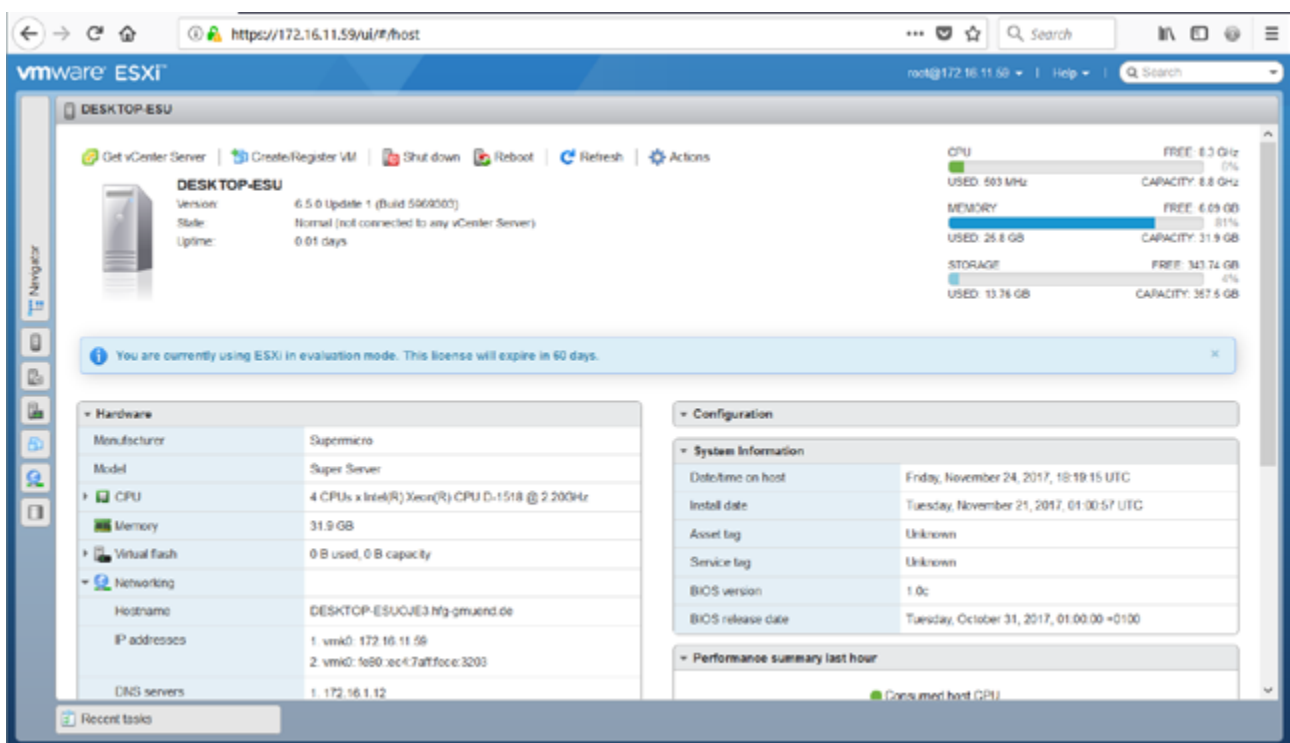 https://172.16.11.59/ui/#/host
Search
vmware ESXi
root@172.16.11.59 | Help | Search
DESKTOP-ESU
Get vCenter Server | Create/Register VM | Shut down Reboot | Refresh | Actions
DESKTOP-ESU
Version: 6.5.0 Update 1 (Build 5969303)
State: Normal (not connected to any vCenter Server)
Uptime: 0.01 days
CPU FREE: 8.3 GHz
USED: 503 MHz CAPACITY: 8.8 GHz
MEMORY FREE: 6.09 GB
81%
USED: 25.8 GB CAPACITY: 31.9 GB
STORAGE FREE: 343.74 GB
4%
USED: 13.76 GB CAPACITY: 357.5 GB
Navigator
You are currently using ESXi in evaluation mode. This license will expire in 60 days.
Hardware
Manufacturer Supermicro
Model Super Server
CPU 4 CPUs x Intel(R) Xeon(R) CPU D-1518 @ 2.20GHz
Memory 31.9 GB
Virtual flash 0 B used, 0 B capacity
Networking
Hostname DESKTOP-ESUOJE3.hfg-gmuend.de
IP addresses 1. vmk0: 172.16.11.59
2. vmk0: fe80::ec4:7aff:fece:3203
DNS servers 1. 172.16.1.12
Configuration
System Information
Date/time on host Friday, November 24, 2017, 18:19:15 UTC
Install date Tuesday, November 21, 2017, 01:00:57 UTC
Asset tag Unknown
Service tag Unknown
BIOS version 1.0c
BIOS release date Tuesday, October 31, 2017, 01:00:00 +0100
Performance summary last hour
Consumed host CPU
Recent tasks